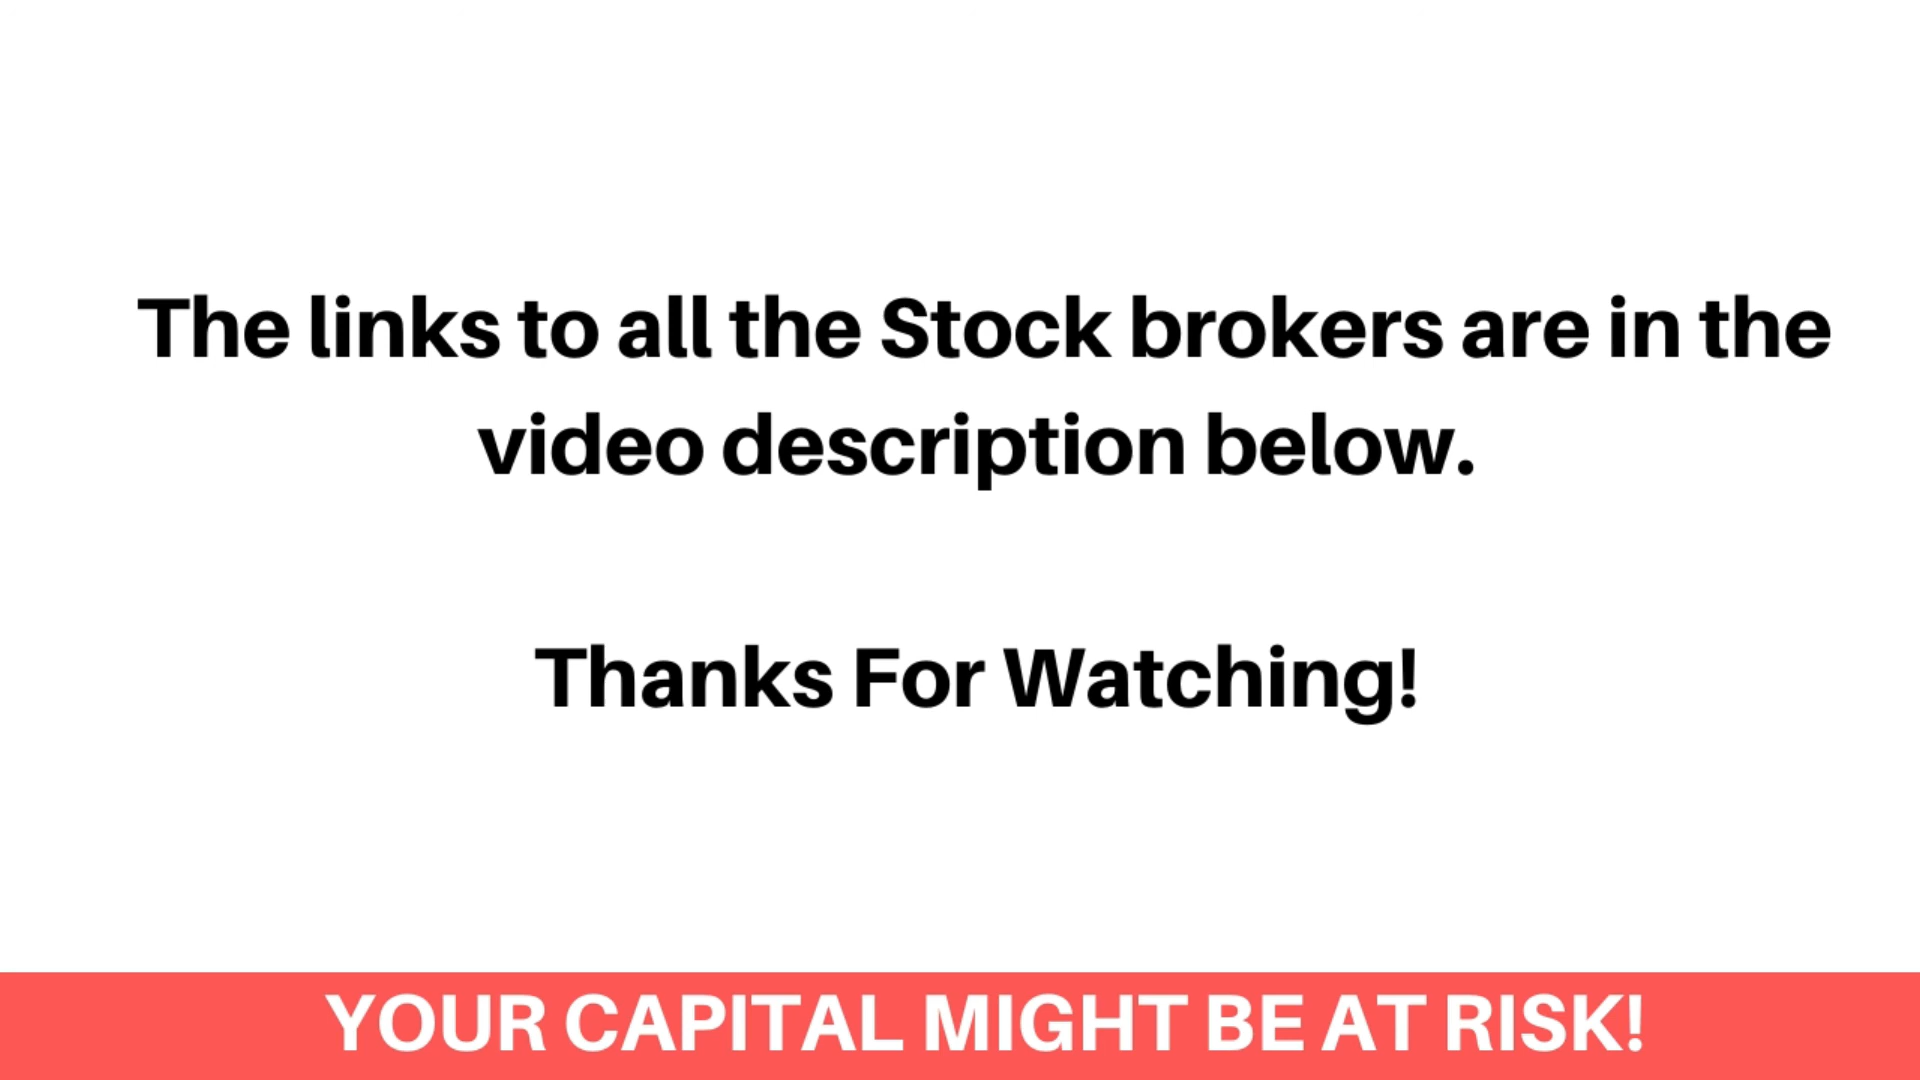 The links to all the Stock brokers are in the
video description below.
Thanks For Watching!
YOUR CAPITAL MIGHT BE AT RISK!